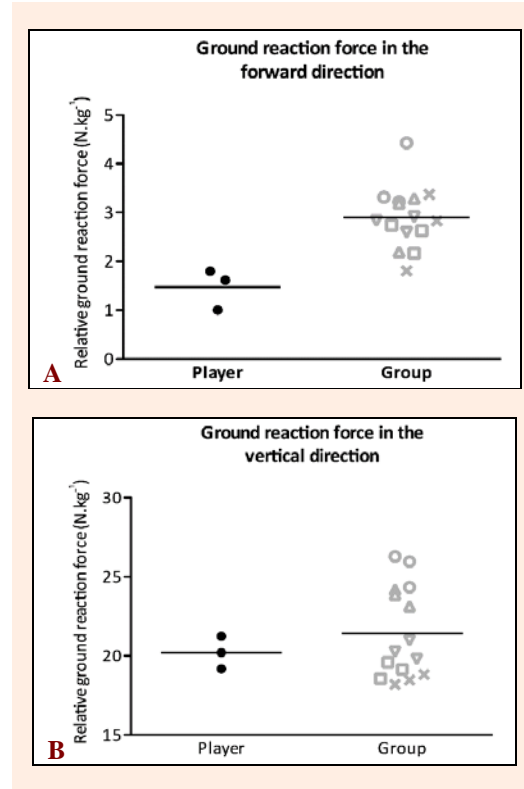 Ground reaction force in the
forward direction
Relative ground reaction force (N.kg⁻¹)
5
4
3
2
1
0
Player Group
A
Ground reaction force in the
vertical direction
Relative ground reaction force (N.kg⁻¹)
30
25
20
15
Player Group
B